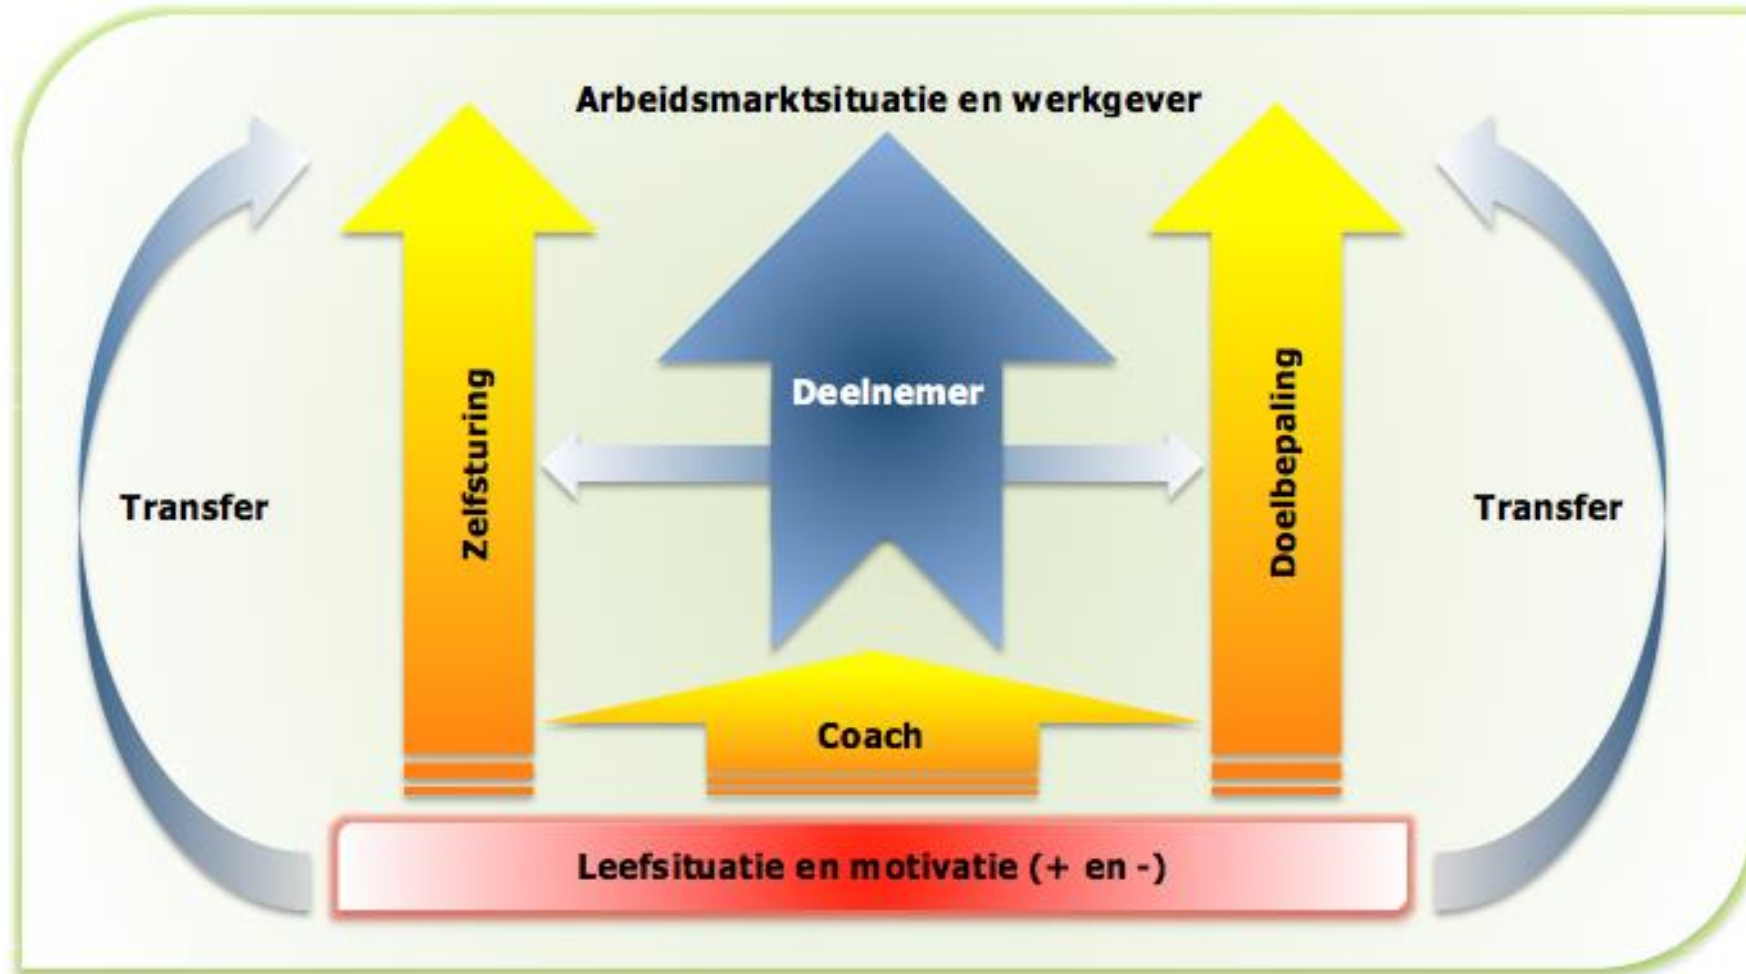 Arbeidsmarktsituatie en werkgever
Deelnemer
Zelfsturing
Doelbepaling
Transfer
Transfer
Coach
Leefsituatie en motivatie (+ en -)